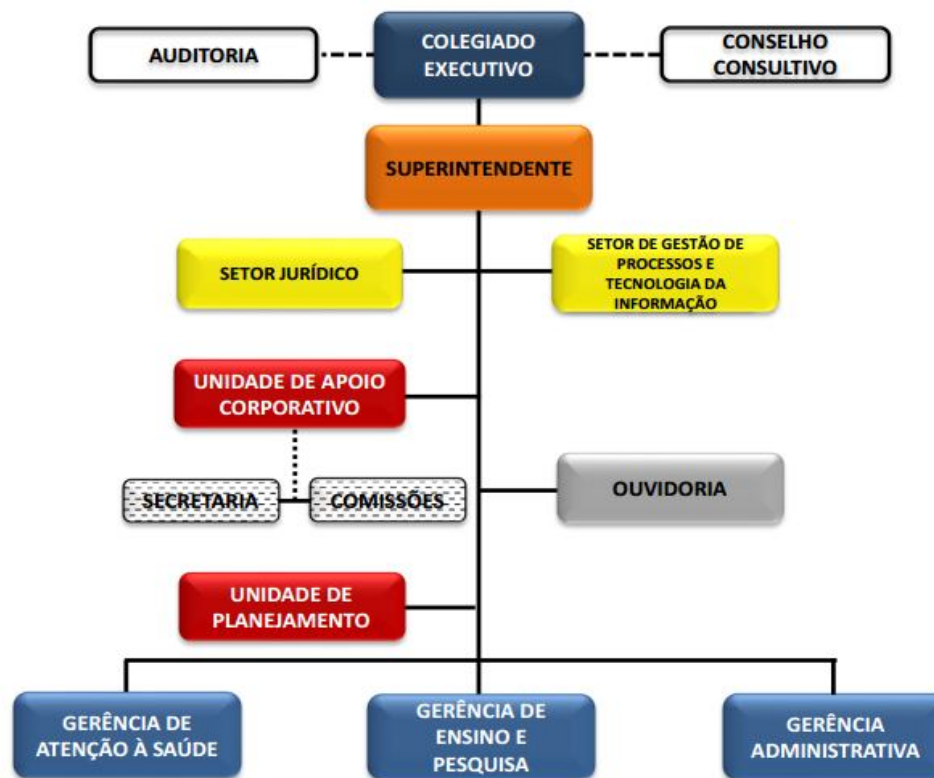 AUDITORIA
COLEGIADO
EXECUTIVO
CONSELHO
CONSULTIVO
SUPERINTENDENTE
SETOR JURÍDICO
SETOR DE GESTÃO DE
PROCESSOS E
TECNOLOGIA DA
INFORMAÇÃO
UNIDADE DE APOIO
CORPORATIVO
SECRETARIA
COMISSÕES
OUVIDORIA
UNIDADE DE
PLANEJAMENTO
GERÊNCIA DE
ATENÇÃO À SAÚDE
GERÊNCIA DE
ENSINO E
PESQUISA
GERÊNCIA
ADMINISTRATIVA